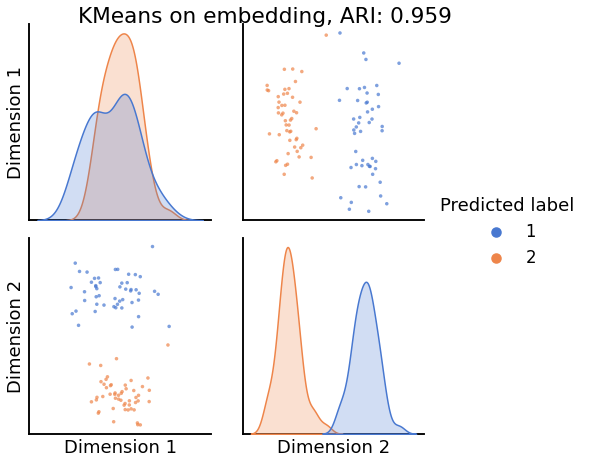 KMeans on embedding, ARI: 0.959
Dimension 1
Predicted label
1
2
Dimension 2
Dimension 1
Dimension 2